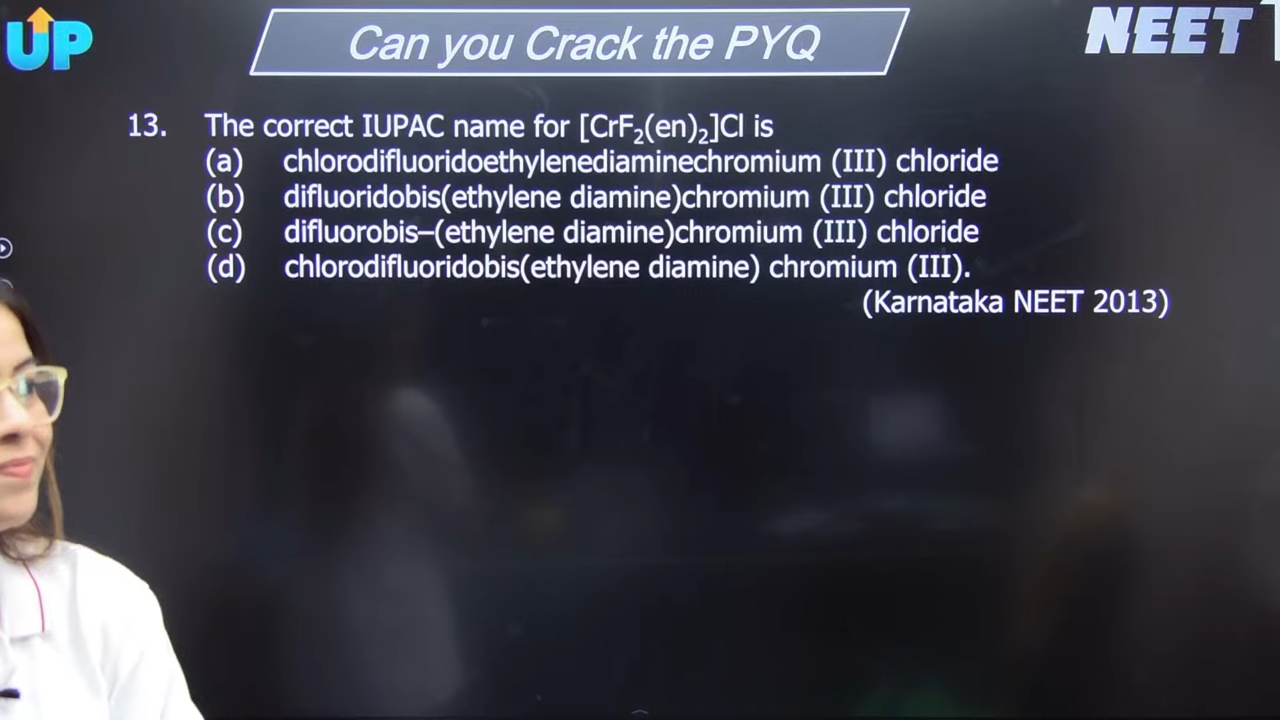 UP
Can you Crack the PYQ
NEET
13. The correct IUPAC name for [CrF₂(en)₂]Cl is
(a) chlorodifluoridoethylenediaminechromium (III) chloride
(b) difluoridobis(ethylene diamine)chromium (III) chloride
(c) difluorobis–(ethylene diamine)chromium (III) chloride
(d) chlorodifluoridobis(ethylene diamine) chromium (III).
(Karnataka NEET 2013)